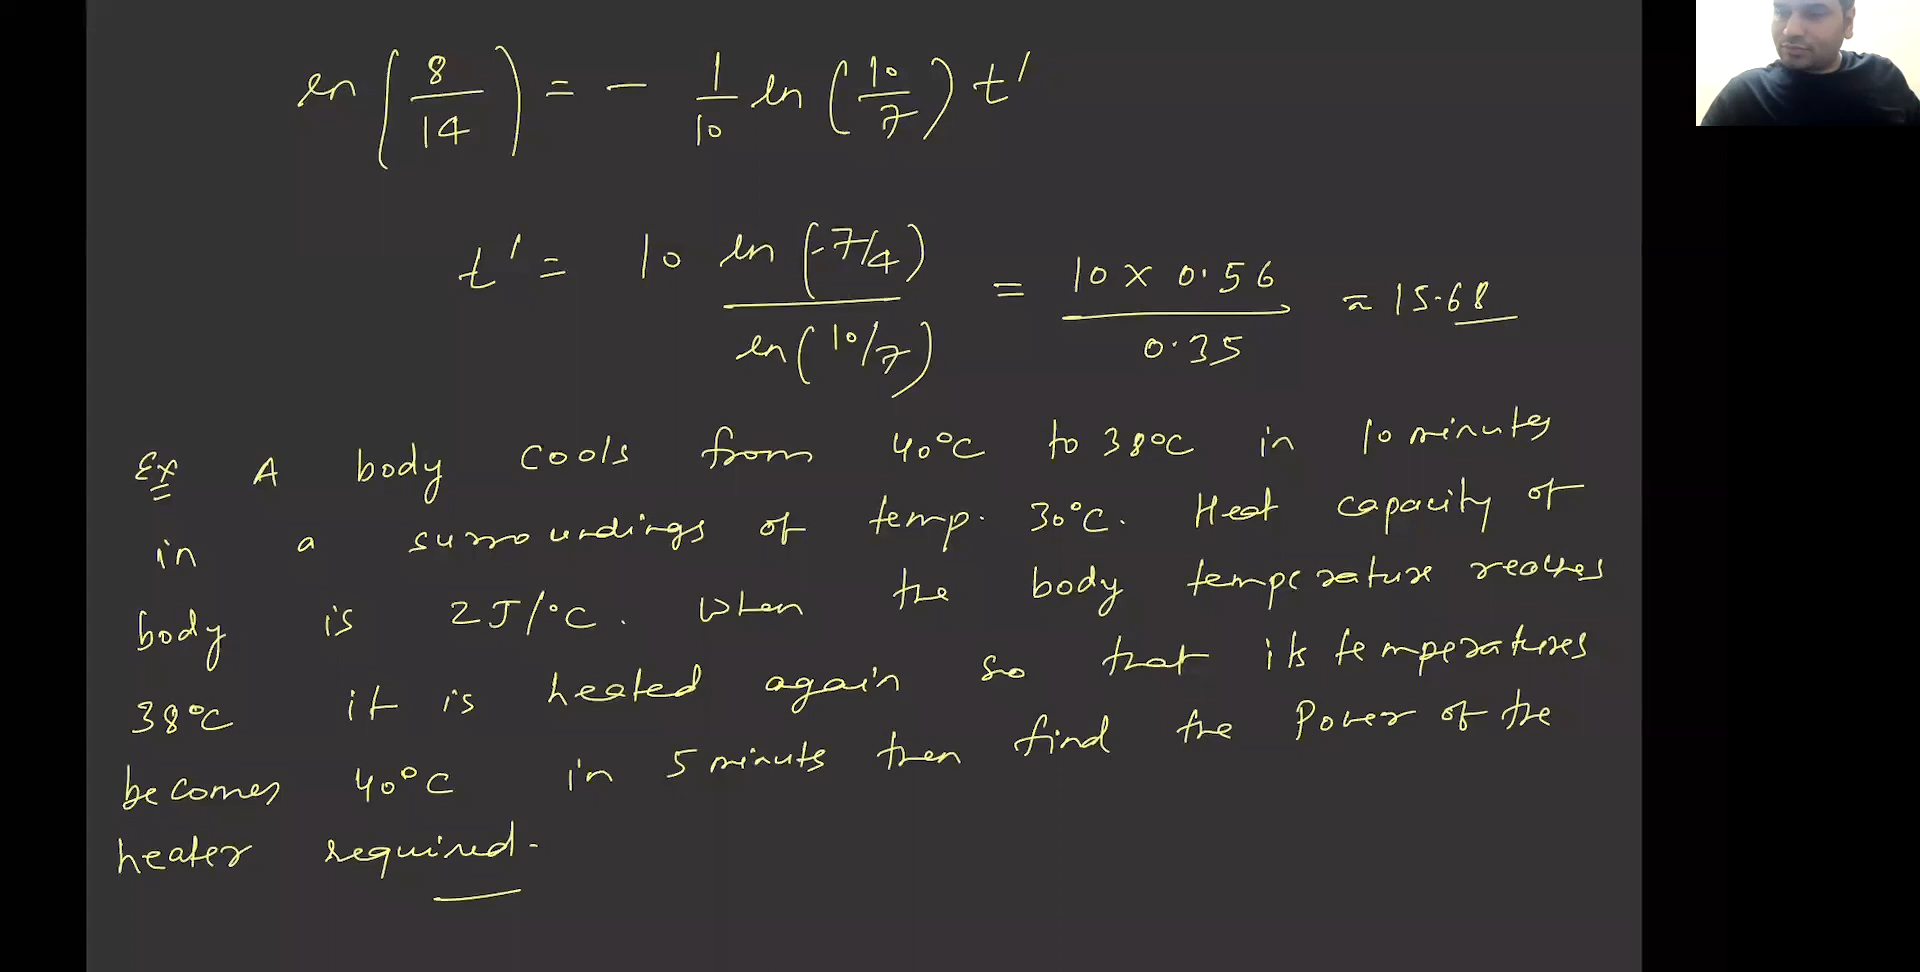 ln (8/14) = - 1/10 ln (10/7) t'
t' = 10 ln (-7/4) / ln (10/7) = 10 × 0.56 / 0.35 ≈ 15.68
Ex A body cools from 40°C to 38°C in 10 minutes
in a surroundings of temp. 30°C. Heat capacity of
body is 2J/°C. When the body temperature reaches
38°C it is heated again so that its temperatures
becomes 40°C in 5 minuts then find the Power of the
heater required.